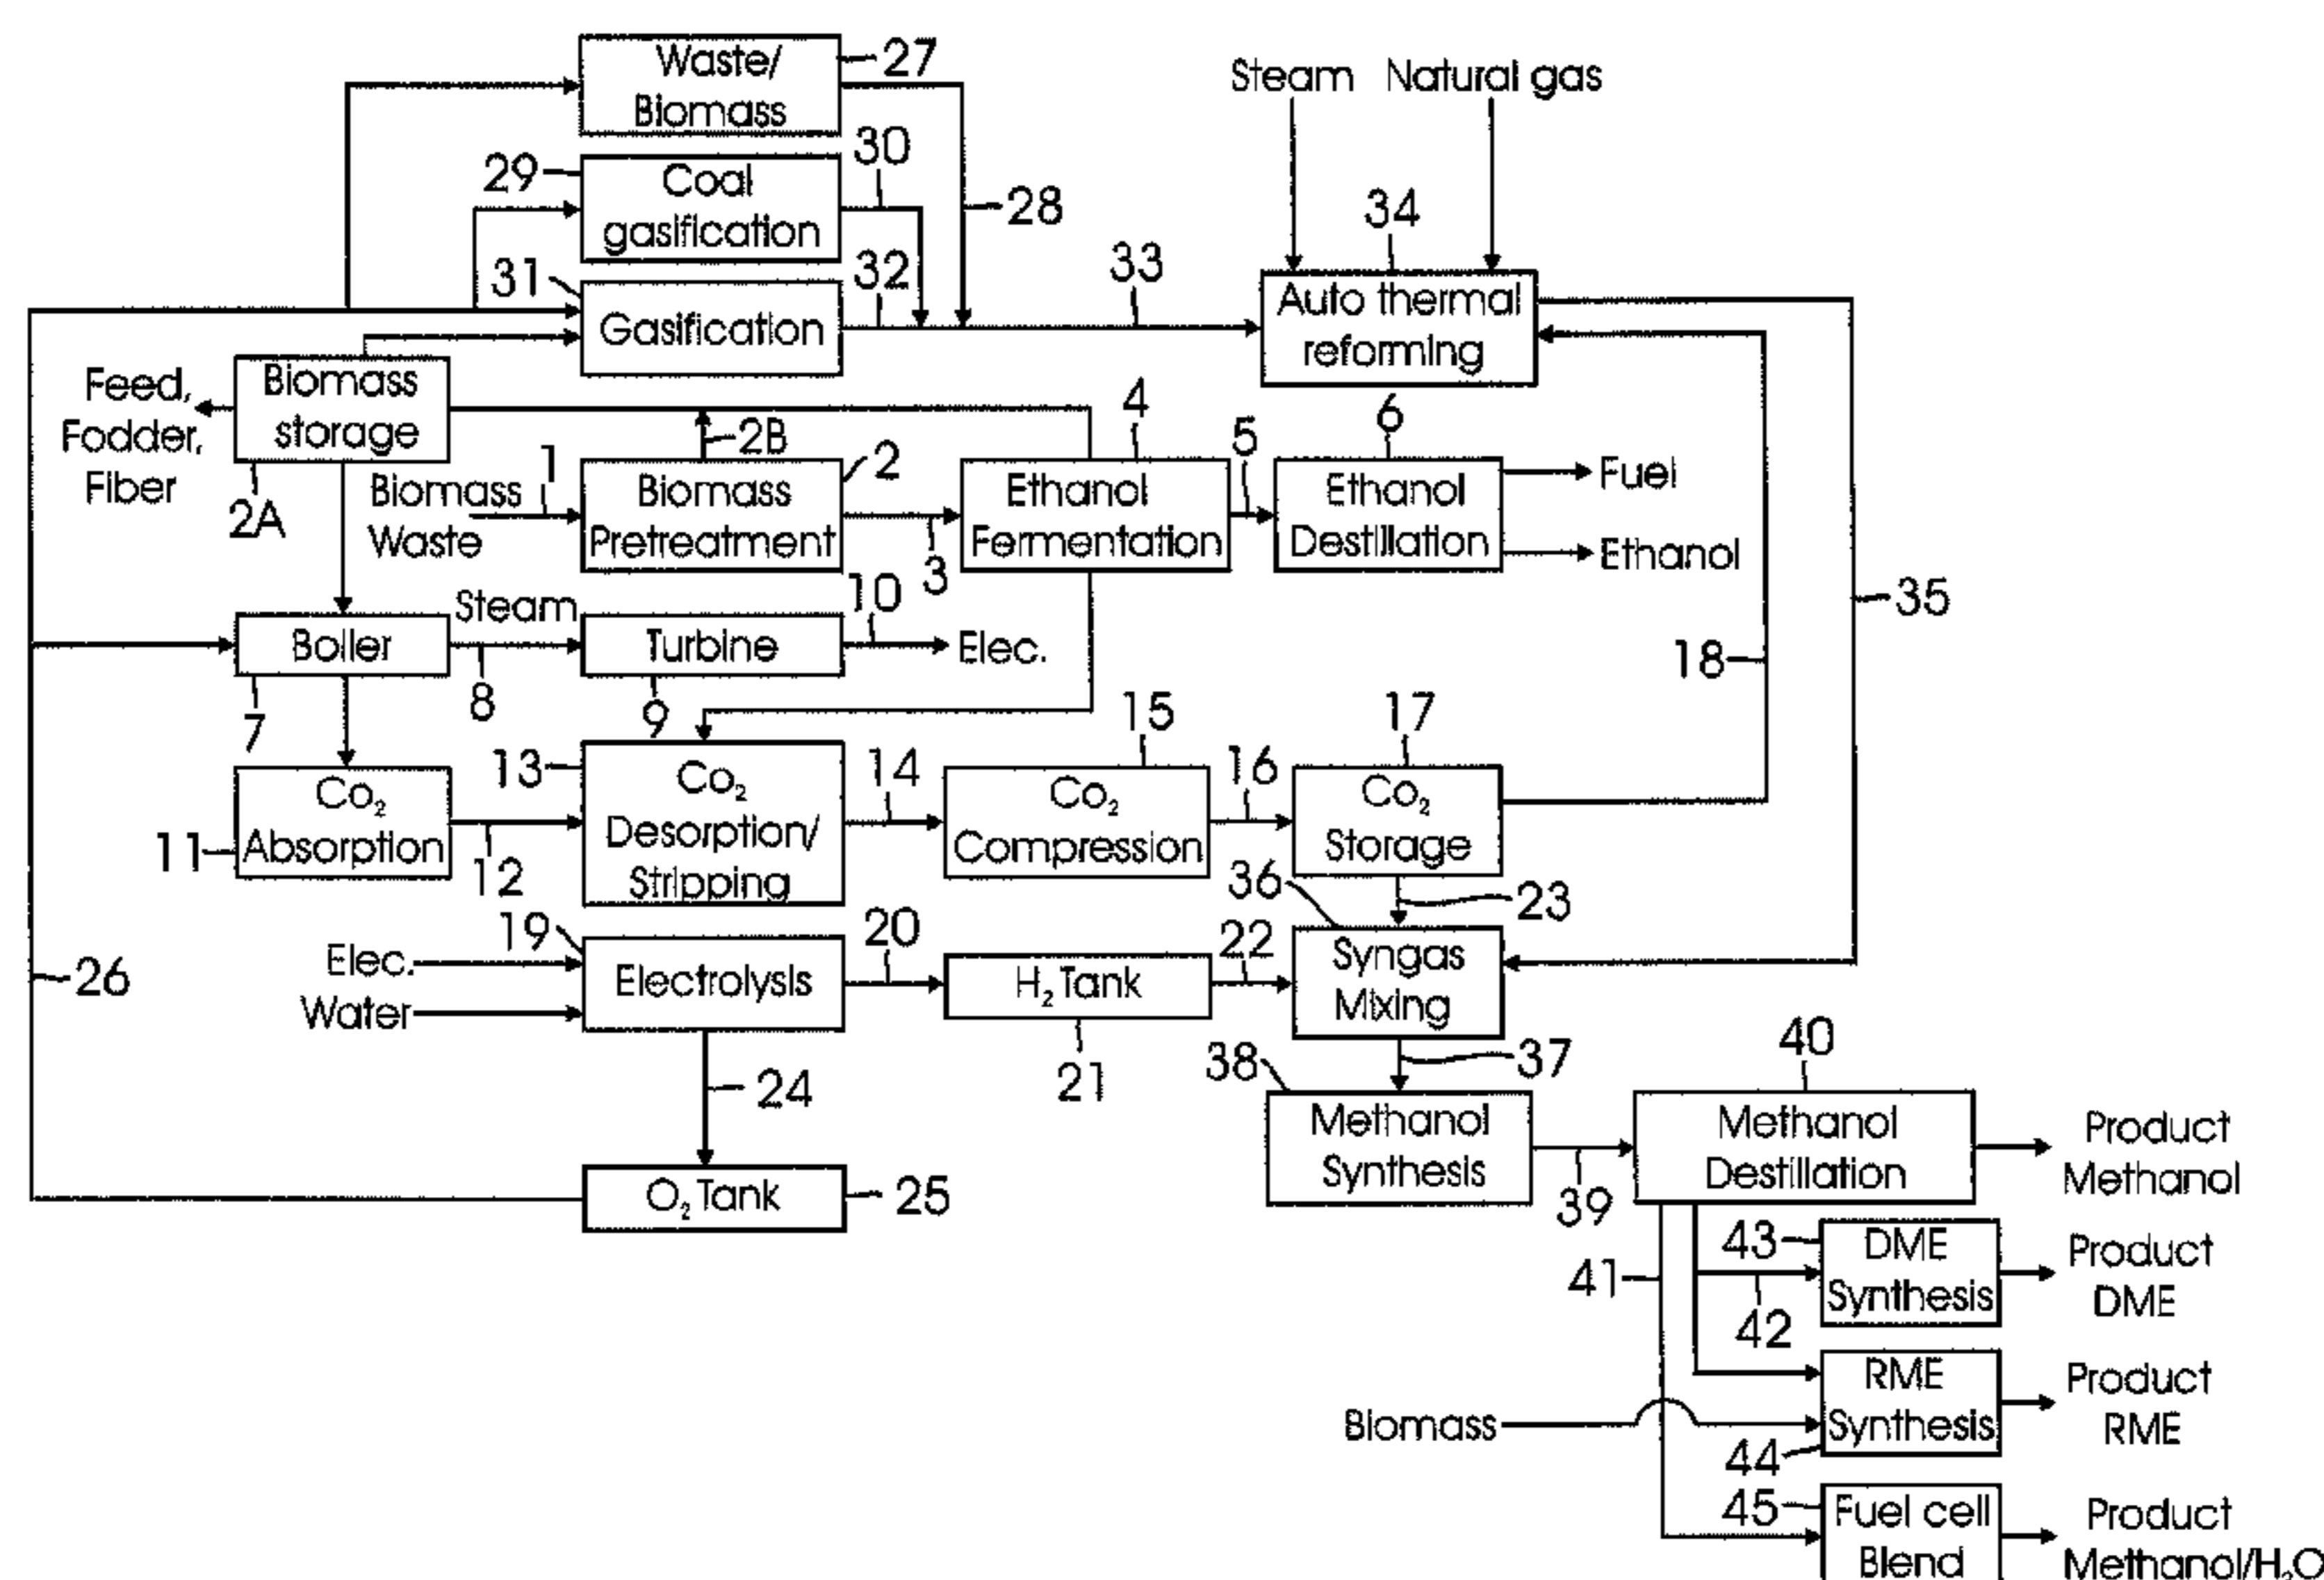 Waste/
Biomass
27
Steam
Natural gas
29
Coal
gasification
30
28
34
31
Gasification
32
33
Auto thermal
reforming
Feed,
Fodder,
Fiber
Biomass
storage
2A
2B
4
5
6
1
Biomass
Waste
Biomass
Pretreatment
2
3
Ethanol
Fermentation
Ethanol
Destillation
Fuel
Ethanol
35
18
Boiler
7
Steam
8
Turbine
9
10
Elec.
11
Co₂
Absorption
12
13
Co₂
Desorption/
Stripping
14
15
Co₂
Compression
16
17
Co₂
Storage
36
23
26
Elec.
Water
19
Electrolysis
20
H₂ Tank
21
22
Syngas
Mixing
37
24
O₂ Tank
25
38
Methanol
Synthesis
39
40
Methanol
Destillation
Product
Methanol
41
43
DME
Synthesis
42
Product
DME
Biomass
RME
Synthesis
44
Product
RME
45
Fuel cell
Blend
Product
Methanol/H₂O